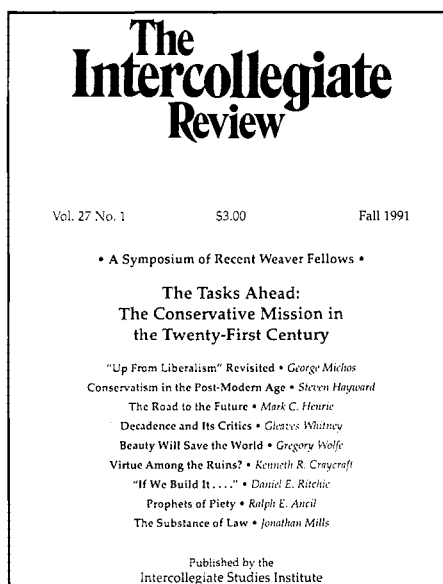 The
Intercollegiate
Review
Vol. 27 No. 1 $3.00 Fall 1991
• A Symposium of Recent Weaver Fellows •
The Tasks Ahead:
The Conservative Mission in
the Twenty-First Century
"Up From Liberalism" Revisited • George Michos
Conservatism in the Post-Modern Age • Steven Hayward
The Road to the Future • Mark C. Henrie
Decadence and Its Critics • Gleaves Whitney
Beauty Will Save the World • Gregory Wolfe
Virtue Among the Ruins? • Kenneth R. Craycraft
"If We Build It . . . ." • Daniel E. Ritchie
Prophets of Piety • Ralph E. Ancil
The Substance of Law • Jonathan Mills
Published by the
Intercollegiate Studies Institute